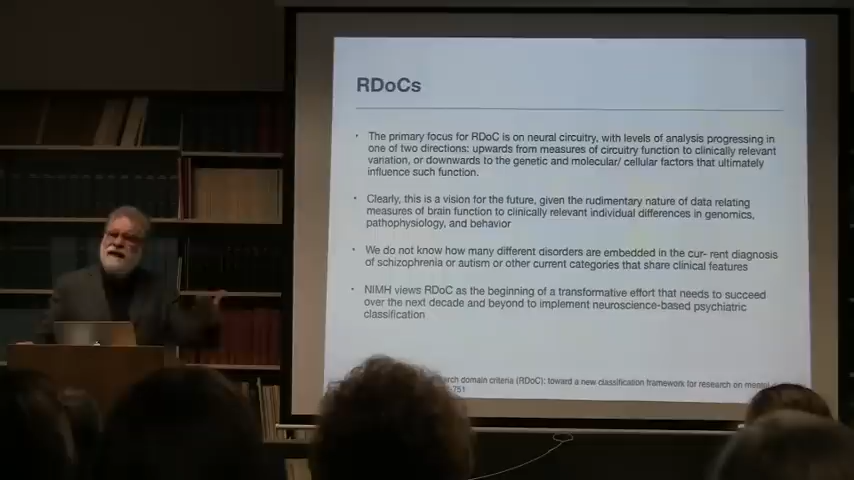 RDoCs
• The primary focus for RDoC is on neural circuitry, with levels of analysis progressing in
one of two directions: upwards from measures of circuitry function to clinically relevant
variation, or downwards to the genetic and molecular/ cellular factors that ultimately
influence such function.
• Clearly, this is a vision for the future, given the rudimentary nature of data relating
measures of brain function to clinically relevant individual differences in genomics,
pathophysiology, and behavior
• We do not know how many different disorders are embedded in the cur- rent diagnosis
of schizophrenia or autism or other current categories that share clinical features
• NIMH views RDoC as the beginning of a transformative effort that needs to succeed
over the next decade and beyond to implement neuroscience-based psychiatric
classification
domain criteria (RDoC): toward a new classification framework for research on
-751